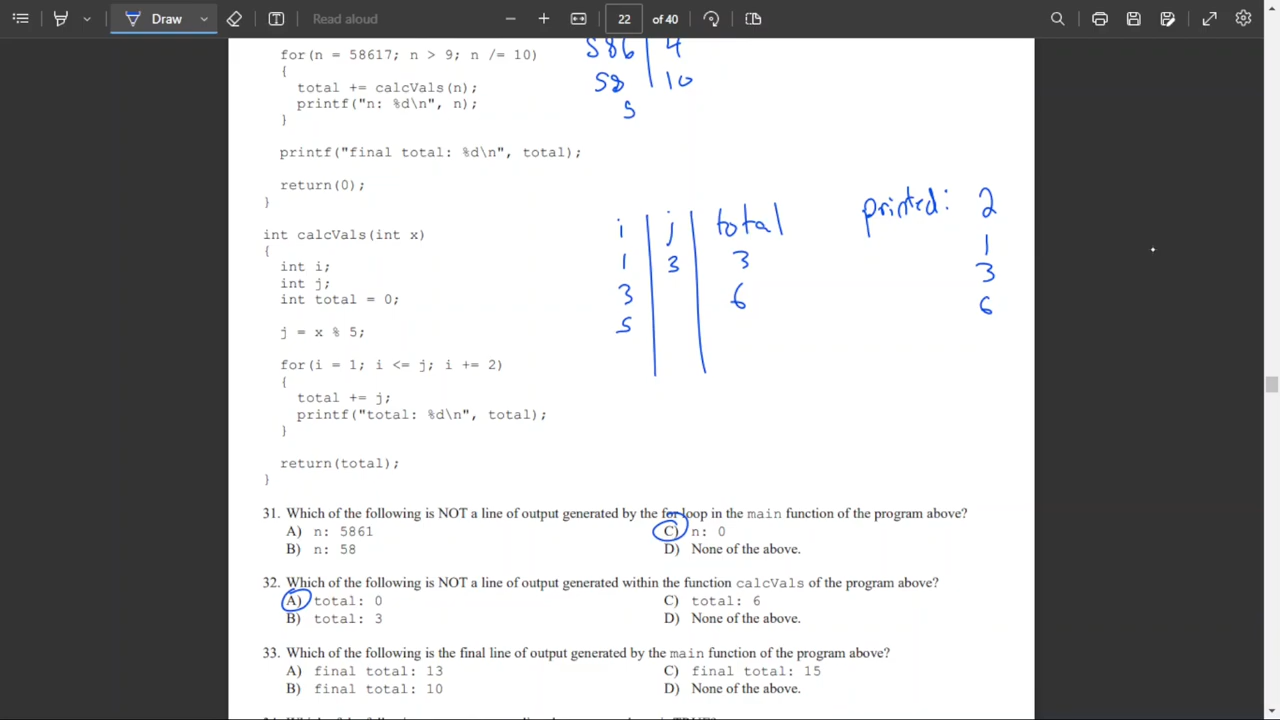 Draw
Read aloud
22 of 40
for(n = 58617; n > 9; n /= 10)
{
total += calcVals(n);
printf("n: %d\n", n);
}
printf("final total: %d\n", total);
return(0);
}
int calcVals(int x)
{
int i;
int j;
int total = 0;
j = x % 5;
for(i = 1; i <= j; i += 2)
{
total += j;
printf("total: %d\n", total);
}
return(total);
}
586 4
58 10
5
i j total
1 3 3
3 6
5
printed: 2
1
3
6
31. Which of the following is NOT a line of output generated by the for loop in the main function of the program above?
A) n: 5861 C) n: 0
B) n: 58 D) None of the above.
32. Which of the following is NOT a line of output generated within the function calcVals of the program above?
A) total: 0 C) total: 6
B) total: 3 D) None of the above.
33. Which of the following is the final line of output generated by the main function of the program above?
A) final total: 13 C) final total: 15
B) final total: 10 D) None of the above.